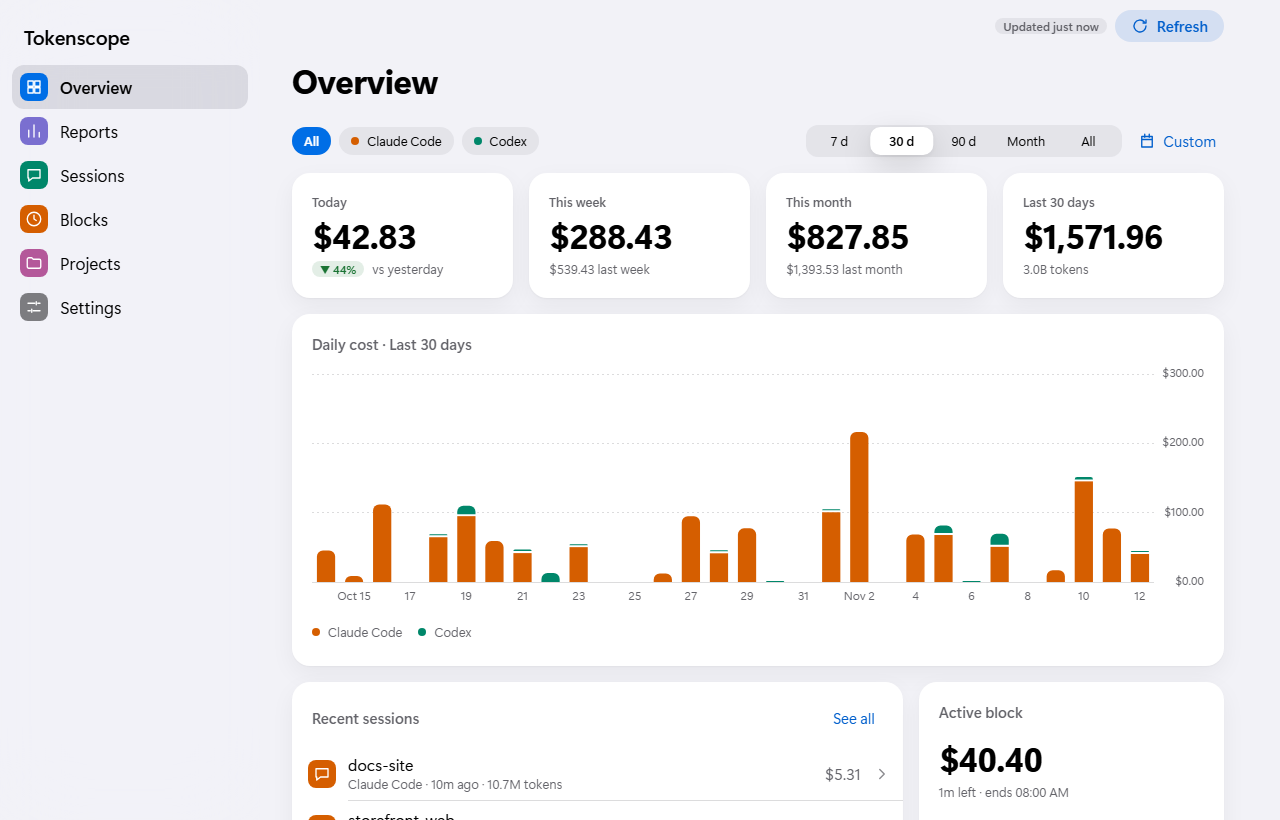 Tokenscope
Overview
Reports
Sessions
Blocks
Projects
Settings
Updated just now
Refresh
Overview
All
Claude Code
Codex
7 d
30 d
90 d
Month
All
Custom
Today
$42.83
▼ 44% vs yesterday
This week
$288.43
$539.43 last week
This month
$827.85
$1,393.53 last month
Last 30 days
$1,571.96
3.0B tokens
Daily cost · Last 30 days
$300.00
$200.00
$100.00
$0.00
Oct 15 17 19 21 23 25 27 29 31 Nov 2 4 6 8 10 12
Claude Code
Codex
Recent sessions
See all
docs-site
Claude Code · 10m ago · 10.7M tokens
$5.31
storefront-web
Active block
$40.40
1m left · ends 08:00 AM